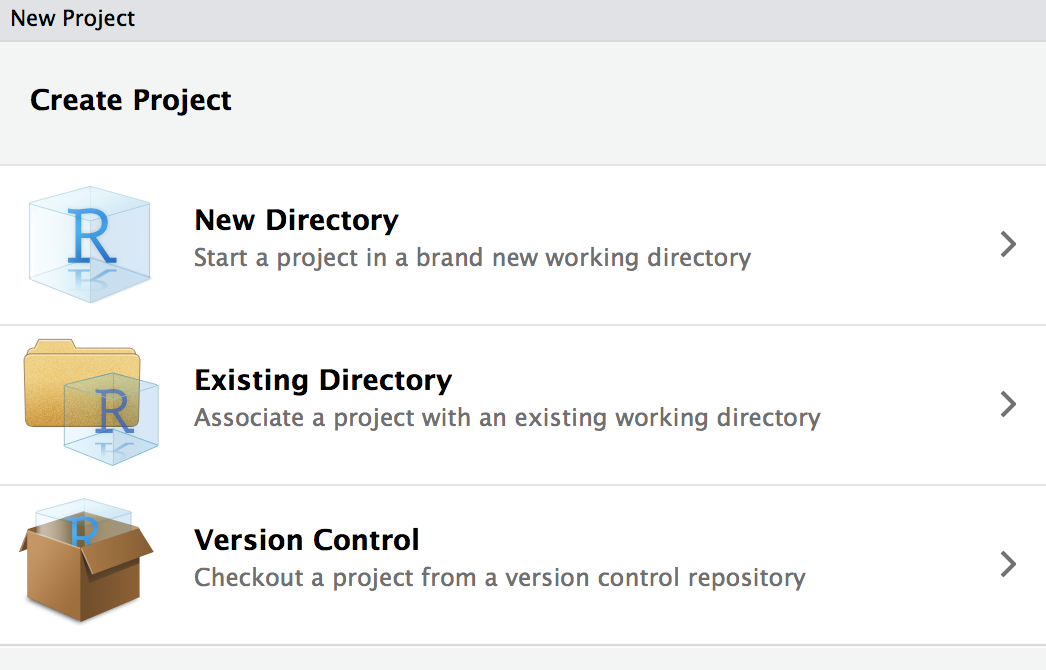 New Project
Create Project
R
New Directory
Start a project in a brand new working directory
R
Existing Directory
Associate a project with an existing working directory
R
Version Control
Checkout a project from a version control repository